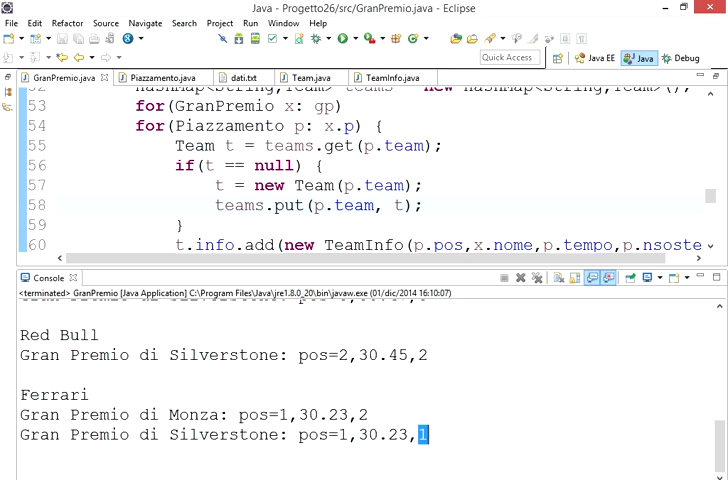 Java - Progetto26/src/GranPremio.java - Eclipse
File Edit Refactor Source Navigate Search Project Run Window Help
Quick Access Java EE Java Debug
GranPremio.java Piazzamento.java dati.txt Team.java TeamInfo.java
53 for(GranPremio x: gp)
54 for(Piazzamento p: x.p) {
55 Team t = teams.get(p.team);
56 if(t == null) {
57 t = new Team(p.team);
58 teams.put(p.team, t);
59 }
60 t.info.add(new TeamInfo(p.pos,x.nome,p.tempo,p.nsoste
Console
<terminated> GranPremio [Java Application] C:\Program Files\Java\jre1.8.0_20\bin\javaw.exe (01/dic/2014 16:10:07)
Red Bull
Gran Premio di Silverstone: pos=2,30.45,2
Ferrari
Gran Premio di Monza: pos=1,30.23,2
Gran Premio di Silverstone: pos=1,30.23,1